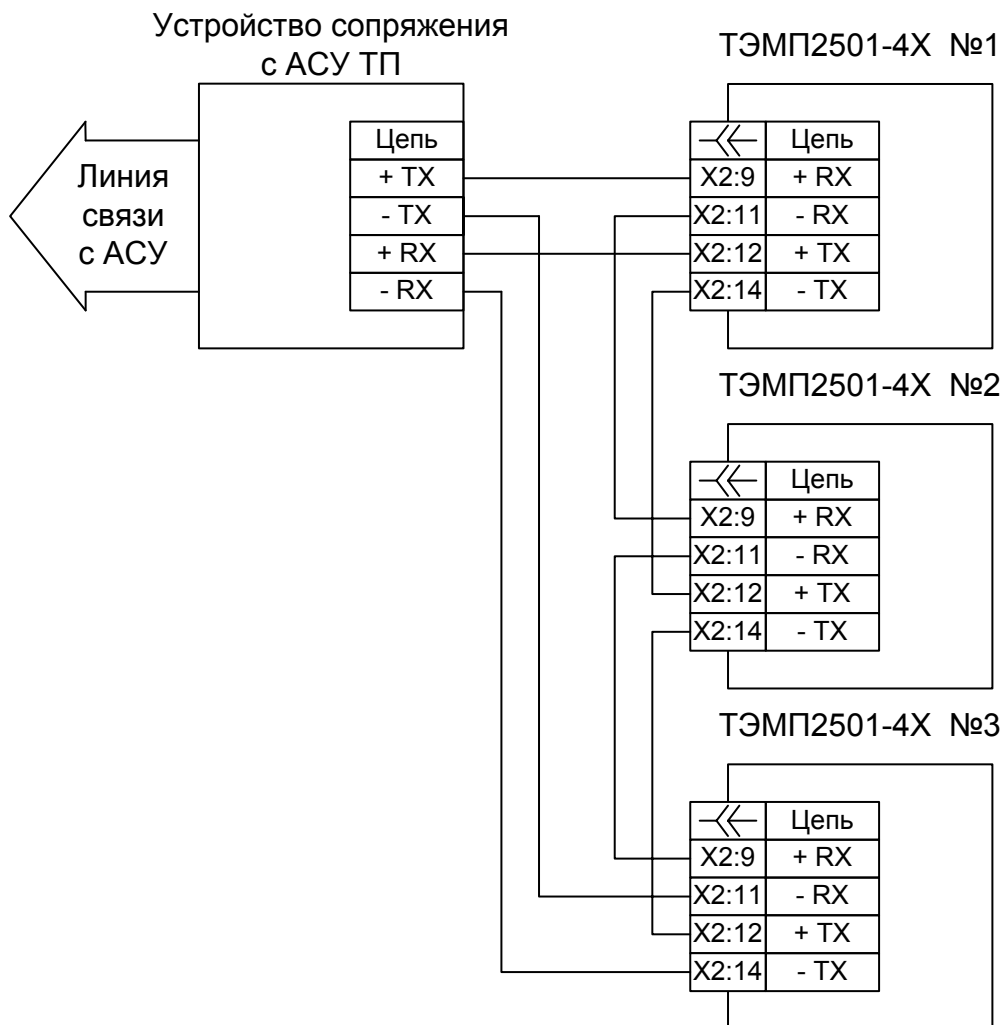 Устройство сопряжения
с АСУ ТП
Линия
связи
с АСУ
Цепь
+ TX
- TX
+ RX
- RX
ТЭМП2501-4Х №1
Цепь
X2:9 + RX
X2:11 - RX
X2:12 + TX
X2:14 - TX
ТЭМП2501-4Х №2
Цепь
X2:9 + RX
X2:11 - RX
X2:12 + TX
X2:14 - TX
ТЭМП2501-4Х №3
Цепь
X2:9 + RX
X2:11 - RX
X2:12 + TX
X2:14 - TX